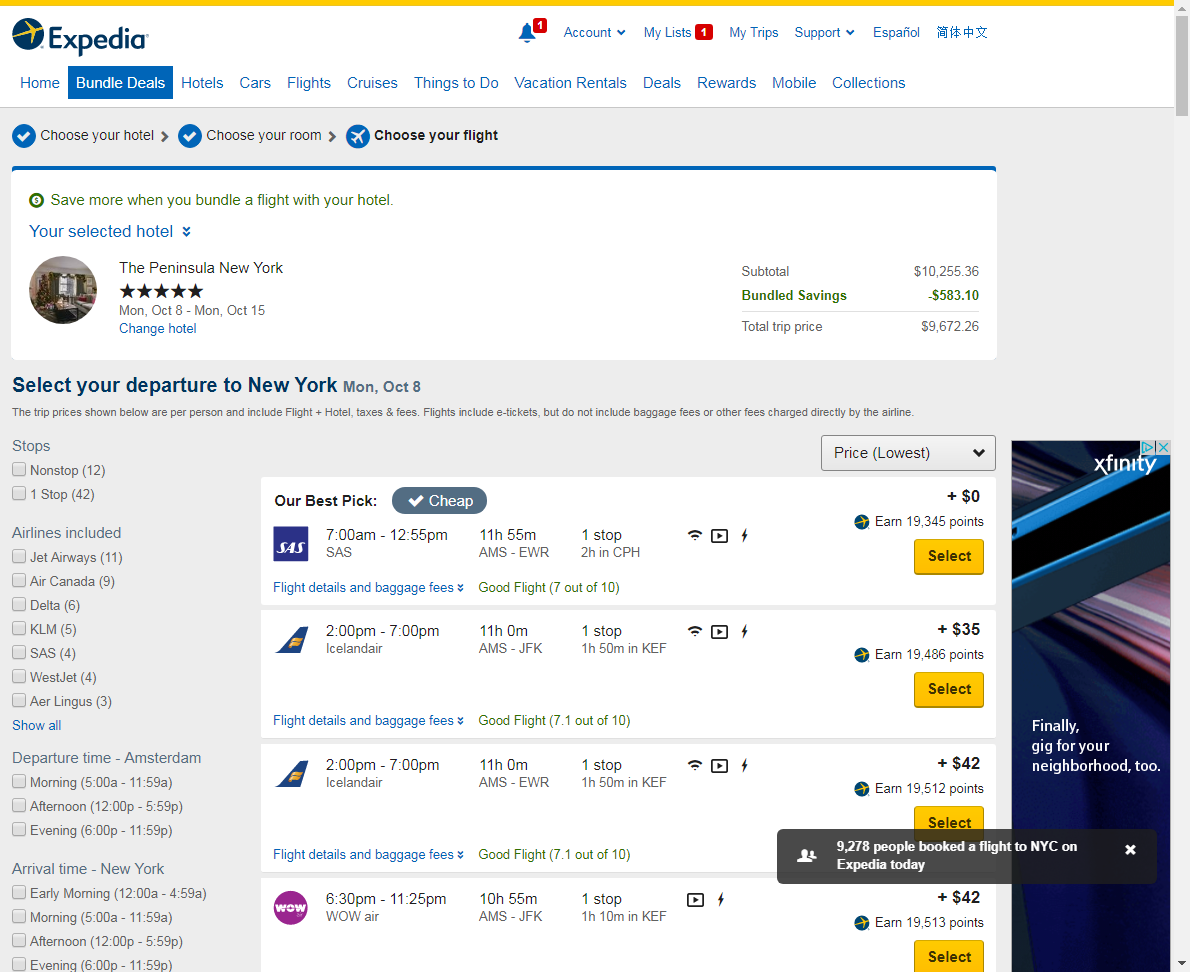 Expedia
1
Account
My Lists 1
My Trips
Support
Español
简体中文
Home
Bundle Deals
Hotels
Cars
Flights
Cruises
Things to Do
Vacation Rentals
Deals
Rewards
Mobile
Collections
Choose your hotel
Choose your room
Choose your flight
Save more when you bundle a flight with your hotel.
Your selected hotel
The Peninsula New York
Mon, Oct 8 - Mon, Oct 15
Change hotel
Subtotal $10,255.36
Bundled Savings -$583.10
Total trip price $9,672.26
Select your departure to New York Mon, Oct 8
The trip prices shown below are per person and include Flight + Hotel, taxes & fees. Flights include e-tickets, but do not include baggage fees or other fees charged directly by the airline.
Stops
Nonstop (12)
1 Stop (42)
Airlines included
Jet Airways (11)
Air Canada (9)
Delta (6)
KLM (5)
SAS (4)
WestJet (4)
Aer Lingus (3)
Show all
Departure time - Amsterdam
Morning (5:00a - 11:59a)
Afternoon (12:00p - 5:59p)
Evening (6:00p - 11:59p)
Arrival time - New York
Early Morning (12:00a - 4:59a)
Morning (5:00a - 11:59a)
Afternoon (12:00p - 5:59p)
Evening (6:00p - 11:59p)
Price (Lowest)
Our Best Pick: Cheap
+ $0
Earn 19,345 points
SAS
7:00am - 12:55pm 11h 55m 1 stop
SAS AMS - EWR 2h in CPH
Select
Flight details and baggage fees Good Flight (7 out of 10)
2:00pm - 7:00pm 11h 0m 1 stop + $35
Icelandair AMS - JFK 1h 50m in KEF Earn 19,486 points
Select
Flight details and baggage fees Good Flight (7.1 out of 10)
2:00pm - 7:00pm 11h 0m 1 stop + $42
Icelandair AMS - EWR 1h 50m in KEF Earn 19,512 points
Select
Flight details and baggage fees Good Flight (7.1 out of 10)
9,278 people booked a flight to NYC on
Expedia today
WOW
6:30pm - 11:25pm 10h 55m 1 stop + $42
WOW air AMS - JFK 1h 10m in KEF Earn 19,513 points
Select
xfinity
Finally,
gig for your
neighborhood, too.